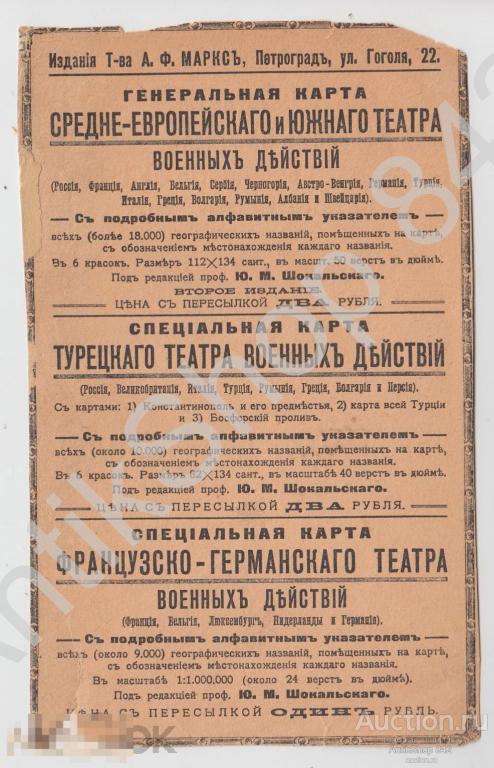 Изданія Т-ва А. Ф. МАРКСЪ, Петроградъ, ул. Гоголя, 22.
ГЕНЕРАЛЬНАЯ КАРТА
СРЕДНЕ-ЕВРОПЕЙСКАГО и ЮЖНАГО ТЕАТРА
ВОЕННЫХЪ ДѢЙСТВІЙ
(Россія, Франція, Англія, Бельгія, Сербія, Черногорія, Австро-Венгрія, Германія, Турція,
Италія, Греція, Болгарія, Румынія, Албанія и Швейцарія).
— Съ подробнымъ алфавитнымъ указателемъ —
всѣхъ (болѣе 18.000) географическихъ названій, помѣщенныхъ на картѣ,
съ обозначеніемъ мѣстонахожденія каждаго названія.
Въ 6 красокъ. Размѣръ 112×134 сант., въ масшт. 50 верстъ въ дюймѣ.
Подъ редакціей проф. Ю. М. Шокальскаго.
ВТОРОЕ ИЗДАНІЕ.
ЦѢНА СЪ ПЕРЕСЫЛКОЙ ДВА РУБЛЯ.
СПЕЦІАЛЬНАЯ КАРТА
ТУРЕЦКАГО ТЕАТРА ВОЕННЫХЪ ДѢЙСТВІЙ
(Россія, Великобританія, Италія, Турція, Румынія, Греція, Болгарія и Персія).
Съ картами: 1) Константинополь и его предмѣстья, 2) карта всей Турціи
и 3) Босфорскій проливъ.
— Съ подробнымъ алфавитнымъ указателемъ —
всѣхъ (около 10.000) географическихъ названій, помѣщенныхъ на картѣ,
съ обозначеніемъ мѣстонахожденія каждаго названія.
Въ 6 красокъ. Размѣръ 82×134 сант., въ масштабѣ 40 верстъ въ дюймѣ.
Подъ редакціей проф. Ю. М. Шокальскаго.
ЦѢНА СЪ ПЕРЕСЫЛКОЙ ДВА РУБЛЯ.
СПЕЦІАЛЬНАЯ КАРТА
ФРАНЦУЗСКО-ГЕРМАНСКАГО ТЕАТРА
ВОЕННЫХЪ ДѢЙСТВІЙ
(Франція, Бельгія, Люксембургъ, Нидерланды и Германія).
— Съ подробнымъ алфавитнымъ указателемъ —
всѣхъ (около 9.000) географическихъ названій, помѣщенныхъ на картѣ,
съ обозначеніемъ мѣстонахожденія каждаго названія.
Въ масштабѣ 1:1.000,000 (около 24 верстъ въ дюймѣ).
Подъ редакціей проф. Ю. М. Шокальскаго.
ЦѢНА СЪ ПЕРЕСЫЛКОЙ ОДИНЪ РУБЛЬ.
Antikshop 842
Ohozaa.ru